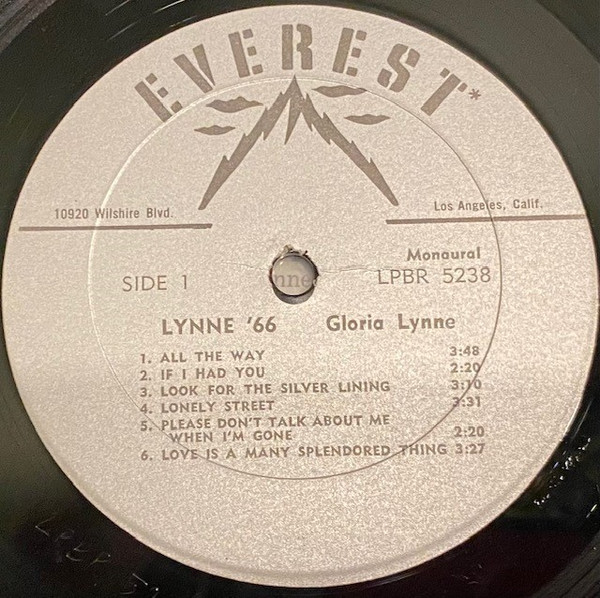 EVEREST*
10920 Wilshire Blvd.
Los Angeles, Calif.
Monaural
SIDE 1
LPBR 5238
LYNNE '66 Gloria Lynne
1. ALL THE WAY 3:48
2. IF I HAD YOU 2:20
3. LOOK FOR THE SILVER LINING 3:10
4. LONELY STREET 3:31
5. PLEASE DON'T TALK ABOUT ME
WHEN I'M GONE 2:20
6. LOVE IS A MANY SPLENDORED THING 3:27